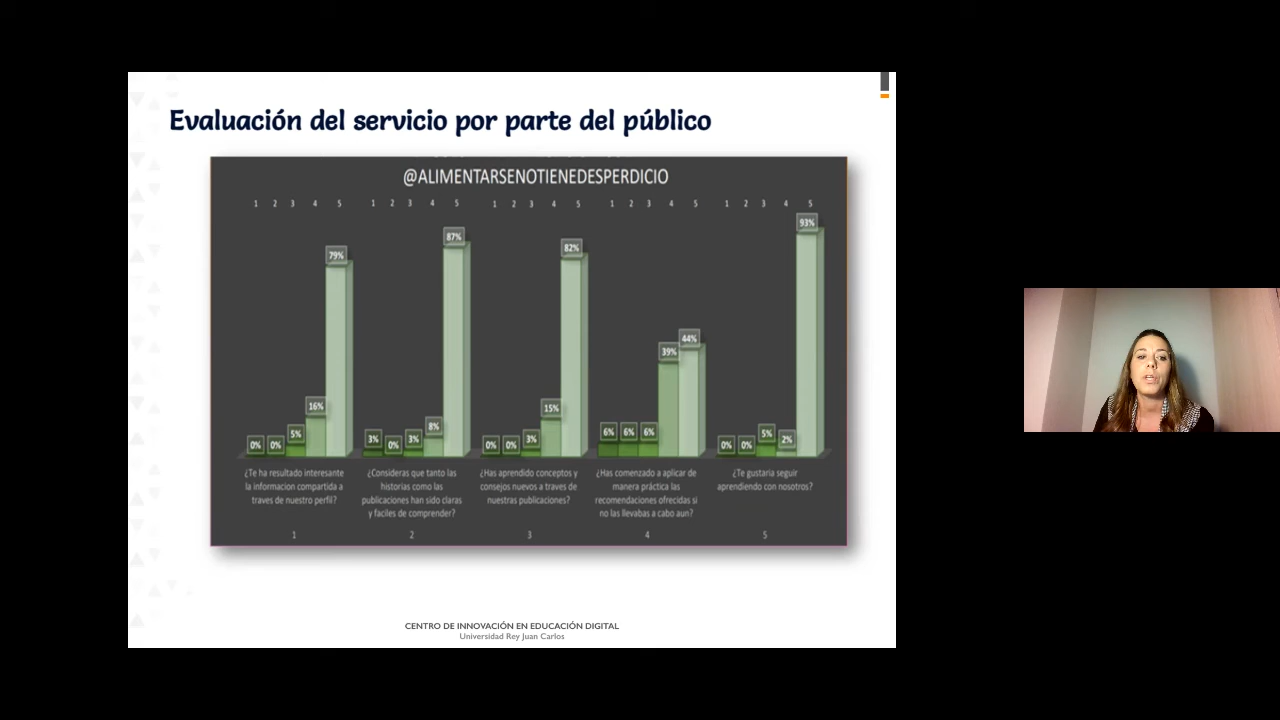 Evaluación del servicio por parte del público
@ALIMENTARSENOTIENEDESPERDICIO
1 2 3 4 5 1 2 3 4 5 1 2 3 4 5 1 2 3 4 5 1 2 3 4 5
0% 0% 5% 16% 79%
3% 0% 3% 8% 87%
0% 0% 3% 15% 82%
6% 6% 6% 39% 44%
0% 0% 5% 2% 93%
¿Te ha resultado interesante
la informacion compartida a
traves de nuestro perfil?
¿Consideras que tanto las
historias como las
publicaciones han sido claras
y faciles de comprender?
¿Has aprendido conceptos y
consejos nuevos a traves de
nuestras publicaciones?
¿Has comenzado a aplicar de
manera práctica las
recomendaciones ofrecidas si
no las llevabas a cabo aun?
¿Te gustaria seguir
aprendiendo con nosotros?
1 2 3 4 5
CENTRO DE INNOVACIÓN EN EDUCACIÓN DIGITAL
Universidad Rey Juan Carlos